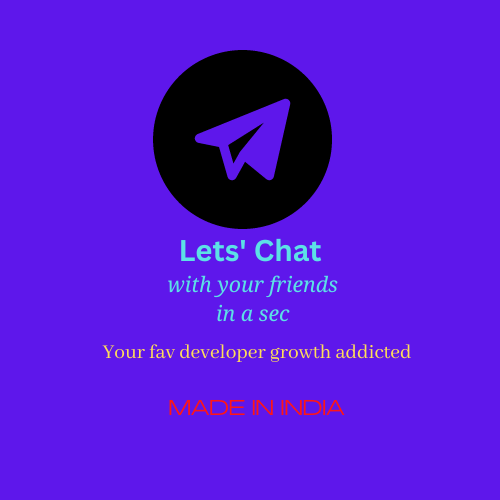 Lets' Chat
with your friends
in a sec
Your fav developer growth addicted
MADE IN INDIA